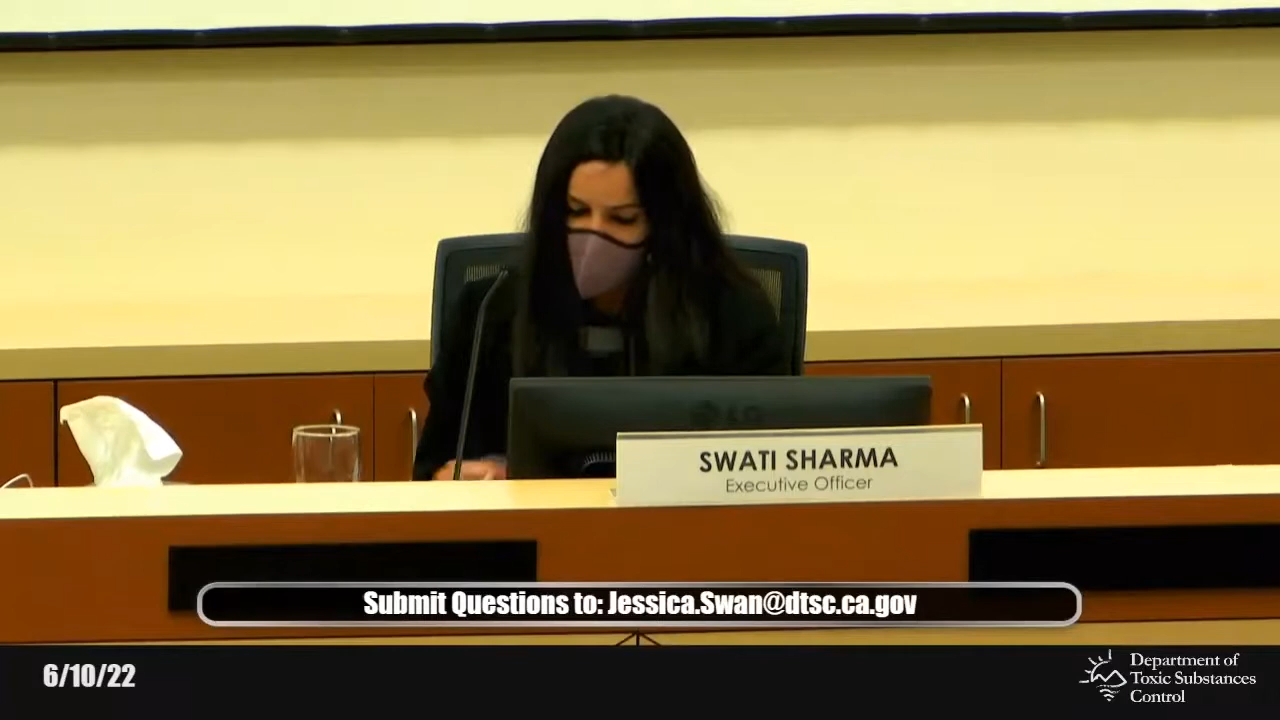 LG
SWATI SHARMA
Executive Officer
Submit Questions to: Jessica.Swan@dtsc.ca.gov
6/10/22
Department of
Toxic Substances
Control